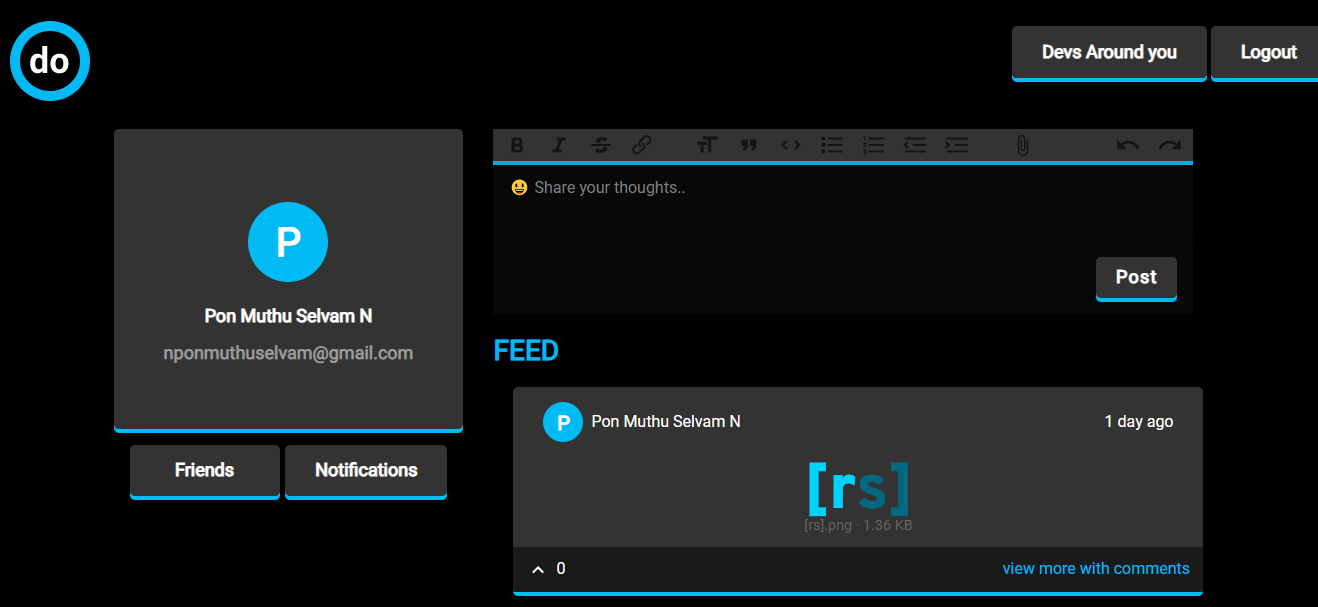 do
Devs Around you
Logout
P
Pon Muthu Selvam N
nponmuthuselvam@gmail.com
Friends
Notifications
😃 Share your thoughts..
Post
FEED
P Pon Muthu Selvam N 1 day ago
[rs]
[rs].png · 1.36 KB
0 view more with comments